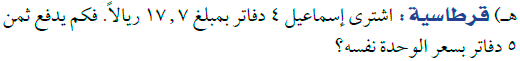 هـ) قرطاسية : اشترى إسماعيل ٤ دفاتر بمبلغ ١٧,٧ ريالاً. فكم يدفع ثمن
٥ دفاتر بسعر الوحدة نفسه؟